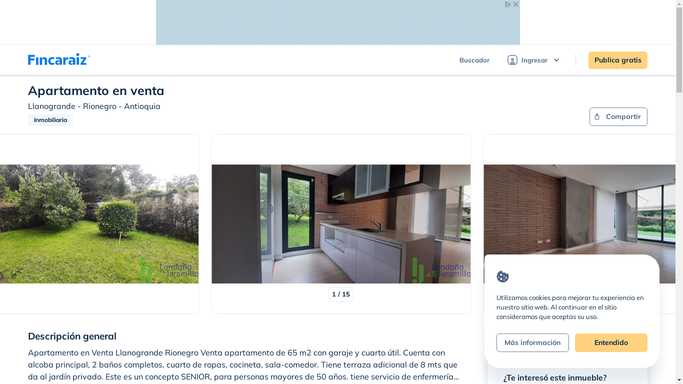 Fincaraiz
Buscador
Ingresar
Publica gratis
Apartamento en venta
Llanogrande - Rionegro - Antioquia
Inmobiliaria
Compartir
Londoño
Jaramillo
Londoño
Jaramillo
1 / 15
Utilizamos cookies para mejorar tu experiencia en
nuestro sitio web. Al continuar en el sitio
consideramos que aceptas su uso.
Más información
Entendido
Descripción general
Apartamento en Venta Llanogrande Rionegro Venta apartamento de 65 m2 con garaje y cuarto útil. Cuenta con
alcoba principal, 2 baños completos, cuarto de ropas, cocineta, sala-comedor. Tiene terraza adicional de 8 mts que
da al jardín privado. Este es un concepto SENIOR, para personas mayores de 50 años. tiene servicio de enfermería...
¿Te interesó este inmueble?